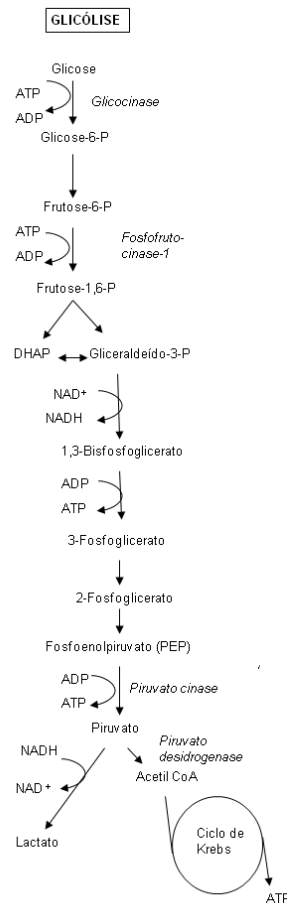 GLICÓLISE
Glicose
ATP
Glicocinase
ADP
Glicose-6-P
Frutose-6-P
ATP
Fosfofruto-
cinase-1
ADP
Frutose-1,6-P
DHAP
Gliceraldeído-3-P
NAD+
NADH
1,3-Bisfosfoglicerato
ADP
ATP
3-Fosfoglicerato
2-Fosfoglicerato
Fosfoenolpiruvato (PEP)
ADP
Piruvato cinase
ATP
Piruvato
NADH
Piruvato
desidrogenase
Acetil CoA
NAD+
Lactato
Ciclo de
Krebs
ATP